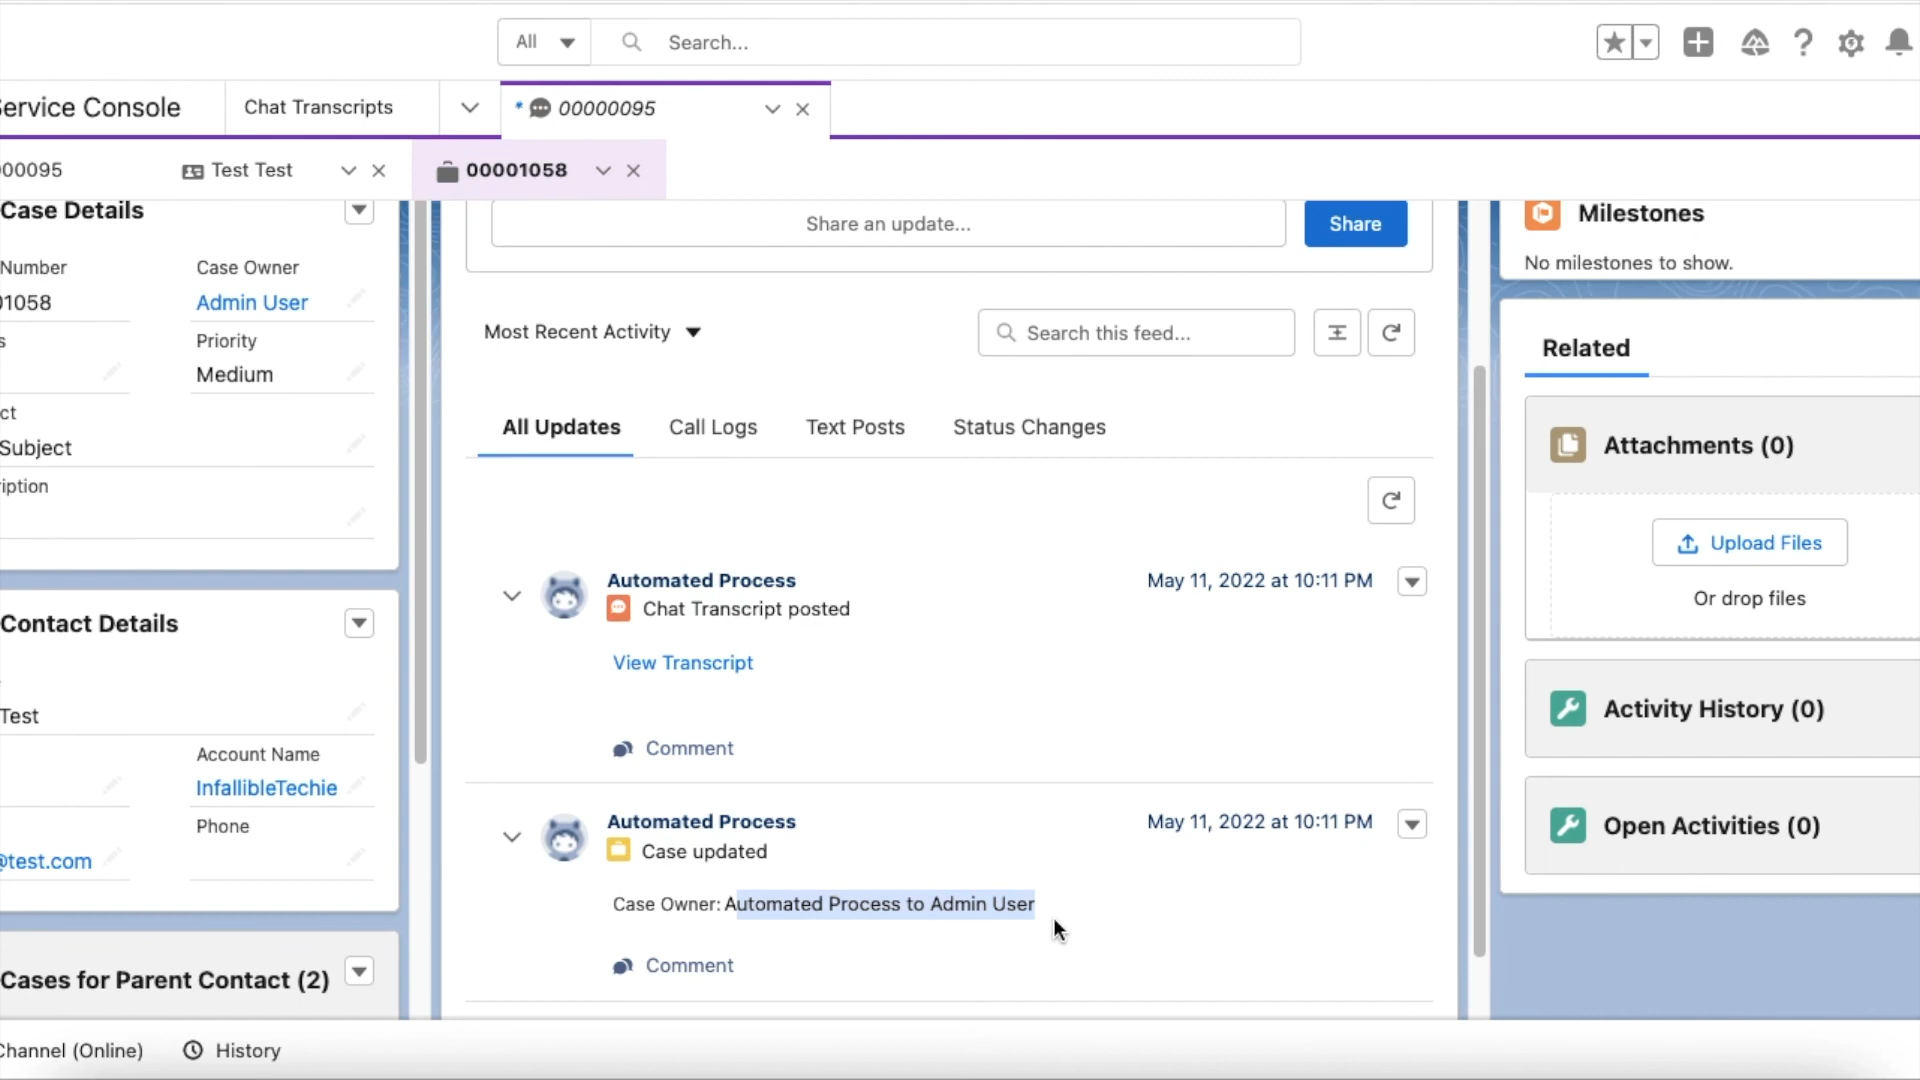 All
Search...
Service Console
Chat Transcripts
* 00000095
00095
Test Test
00001058
Case Details
Number
Case Owner
01058
Admin User
Priority
Medium
Subject
Contact Details
Test
Account Name
InfallibleTechie
Phone
@test.com
Cases for Parent Contact (2)
Share an update...
Share
Most Recent Activity
Search this feed...
All Updates
Call Logs
Text Posts
Status Changes
Automated Process
May 11, 2022 at 10:11 PM
Chat Transcript posted
View Transcript
Comment
Automated Process
May 11, 2022 at 10:11 PM
Case updated
Case Owner: Automated Process to Admin User
Comment
Milestones
No milestones to show.
Related
Attachments (0)
Upload Files
Or drop files
Activity History (0)
Open Activities (0)
Channel (Online)
History